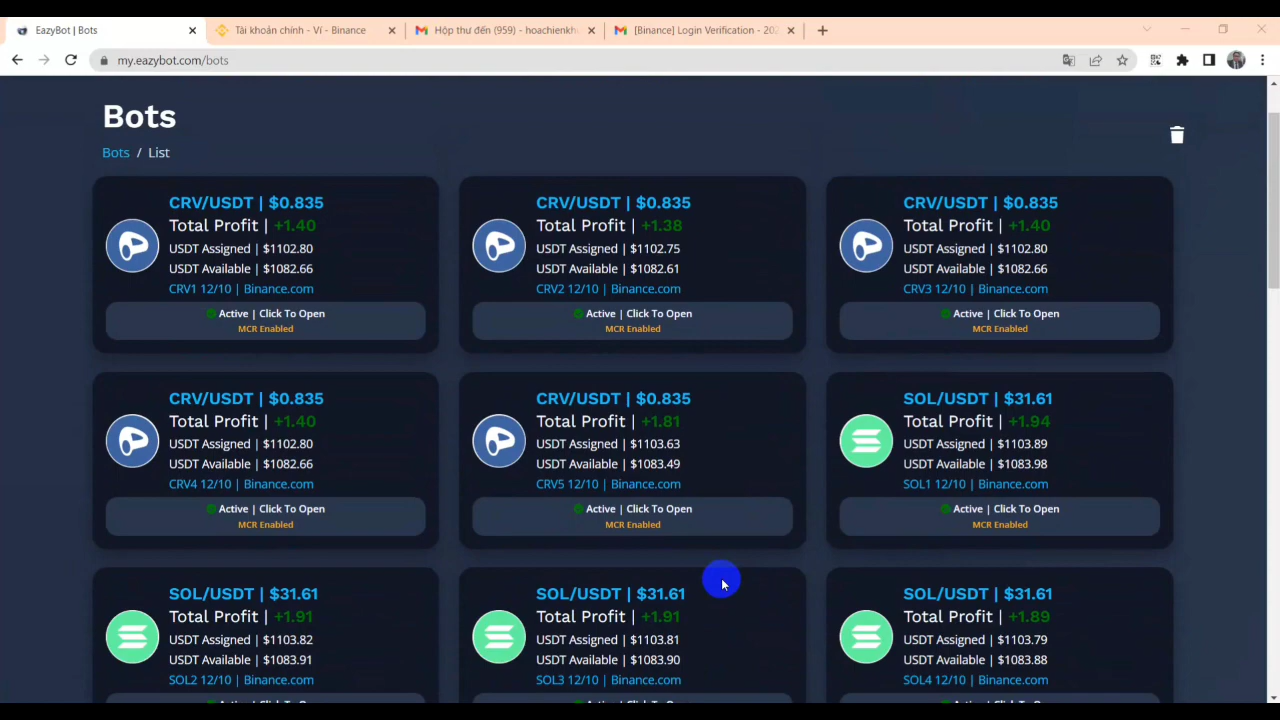 EazyBot | Bots
Tài khoản chính - Ví - Binance
Hộp thư đến (959) - hoachienkh
[Binance] Login Verification - 202
my.eazybot.com/bots
Bots
Bots / List
CRV/USDT | $0.835
Total Profit | +1.40
USDT Assigned | $1102.80
USDT Available | $1082.66
CRV1 12/10 | Binance.com
Active | Click To Open
MCR Enabled
CRV/USDT | $0.835
Total Profit | +1.38
USDT Assigned | $1102.75
USDT Available | $1082.61
CRV2 12/10 | Binance.com
Active | Click To Open
MCR Enabled
CRV/USDT | $0.835
Total Profit | +1.40
USDT Assigned | $1102.80
USDT Available | $1082.66
CRV3 12/10 | Binance.com
Active | Click To Open
MCR Enabled
CRV/USDT | $0.835
Total Profit | +1.40
USDT Assigned | $1102.80
USDT Available | $1082.66
CRV4 12/10 | Binance.com
Active | Click To Open
MCR Enabled
CRV/USDT | $0.835
Total Profit | +1.81
USDT Assigned | $1103.63
USDT Available | $1083.49
CRV5 12/10 | Binance.com
Active | Click To Open
MCR Enabled
SOL/USDT | $31.61
Total Profit | +1.94
USDT Assigned | $1103.89
USDT Available | $1083.98
SOL1 12/10 | Binance.com
Active | Click To Open
MCR Enabled
SOL/USDT | $31.61
Total Profit | +1.91
USDT Assigned | $1103.82
USDT Available | $1083.91
SOL2 12/10 | Binance.com
SOL/USDT | $31.61
Total Profit | +1.91
USDT Assigned | $1103.81
USDT Available | $1083.90
SOL3 12/10 | Binance.com
SOL/USDT | $31.61
Total Profit | +1.89
USDT Assigned | $1103.79
USDT Available | $1083.88
SOL4 12/10 | Binance.com